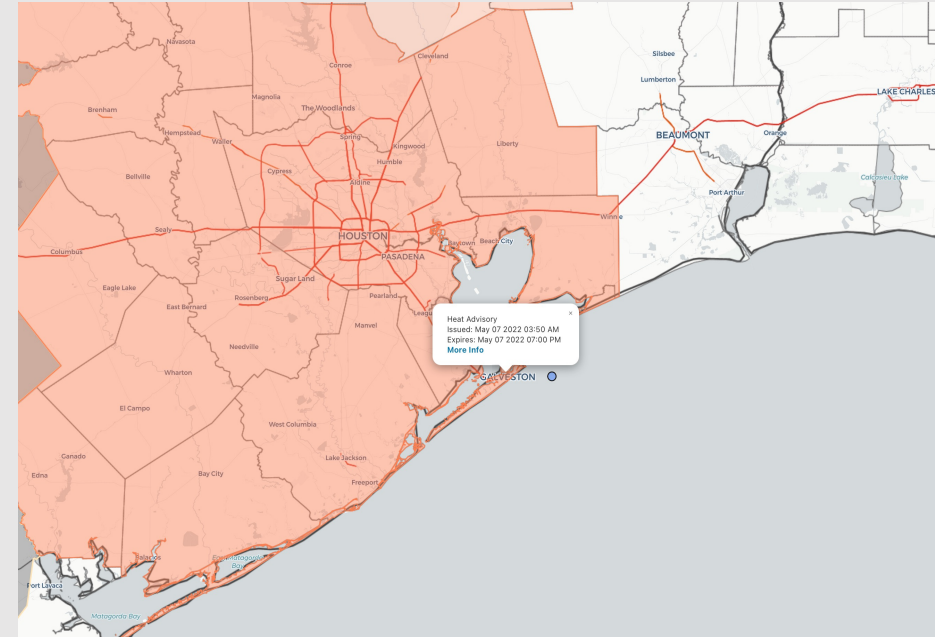 Navasota
Cleveland
Conroe
Silsbee
Lumberton
LAKE CHARLES
Magnolia
The Woodlands
Brenham
Hempstead
Waller
Spring
Kingwood
Liberty
BEAUMONT
Orange
Humble
Cypress
Aldine
Bellville
Calcasieu Lake
Port Arthur
Winnie
Sealy
HOUSTON
Baytown
Beach City
Columbus
PASADENA
Eagle Lake
Sugar Land
Rosenberg
Pearland
East Bernard
Manvel
Heat Advisory
×
Issued: May 07 2022 03:50 AM
Expires: May 07 2022 07:00 PM
More Info
Needville
Wharton
GALVESTON
El Campo
West Columbia
Ganado
Lake Jackson
Edna
Bay City
Freeport
Palacios
East Matagorda
Bay
Port Lavaca
Matagorda Bay